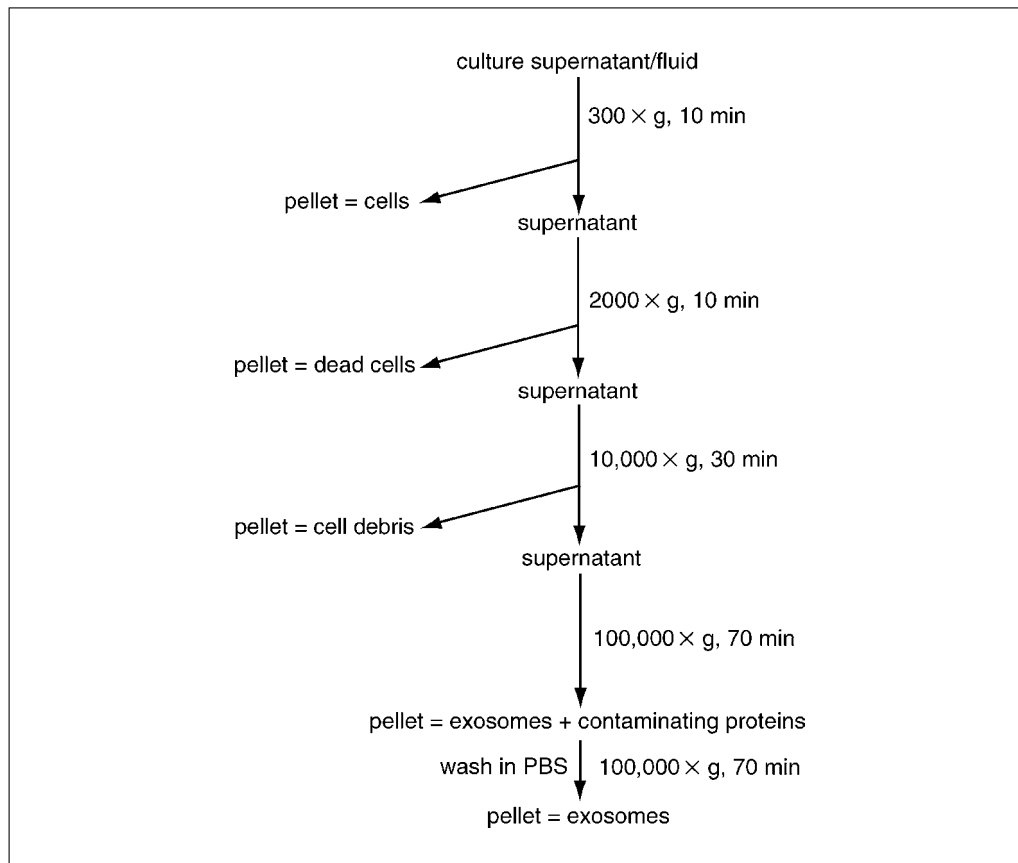 culture supernatant/fluid
300 × g, 10 min
pellet = cells
supernatant
2000 × g, 10 min
pellet = dead cells
supernatant
10,000 × g, 30 min
pellet = cell debris
supernatant
100,000 × g, 70 min
pellet = exosomes + contaminating proteins
wash in PBS 100,000 × g, 70 min
pellet = exosomes